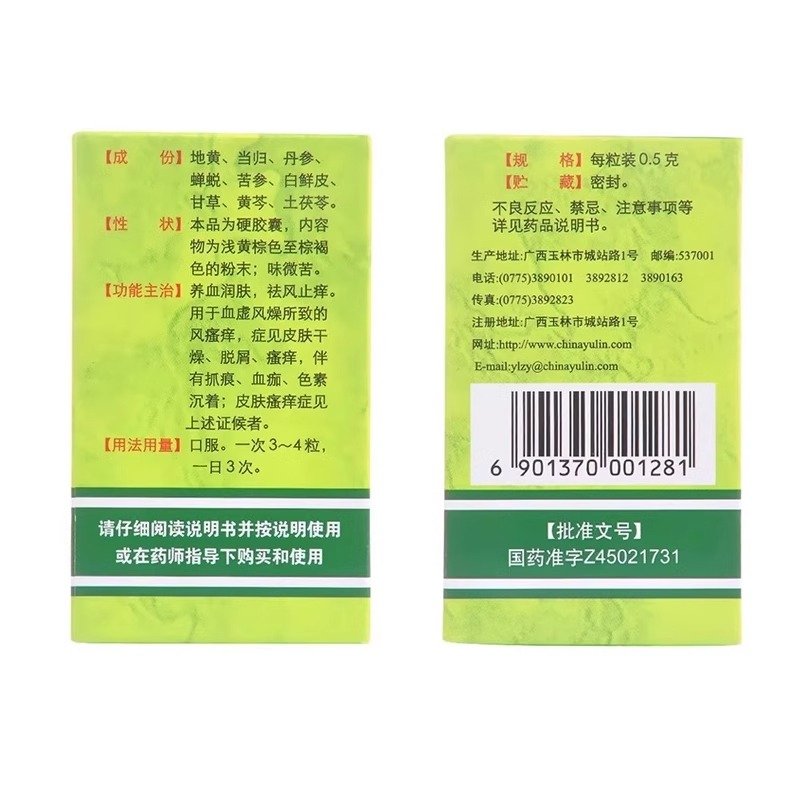 【成　份】地黄、当归、丹参、
蝉蜕、苦参、白鲜皮、
甘草、黄芩、土茯苓。
【性　状】本品为硬胶囊，内容
物为浅黄棕色至棕褐
色的粉末；味微苦。
【功能主治】养血润肤，祛风止痒。
用于血虚风燥所致的
风瘙痒，症见皮肤干
燥、脱屑、瘙痒，伴
有抓痕、血痂、色素
沉着；皮肤瘙痒症见
上述证候者。
【用法用量】口服。一次3～4粒，
一日3次。
请仔细阅读说明书并按说明使用
或在药师指导下购买和使用
【规　格】每粒装0.5克
【贮　藏】密封。
不良反应、禁忌、注意事项等
详见药品说明书。
生产地址:广西玉林市城站路1号　邮编:537001
电话:(0775)3890101　3892812　3890163
传真:(0775)3892823
注册地址:广西玉林市城站路1号
网址:http://www.chinayulin.com
E-mail:ylzy@chinayulin.com
6 901370 001281
【批准文号】
国药准字Z45021731